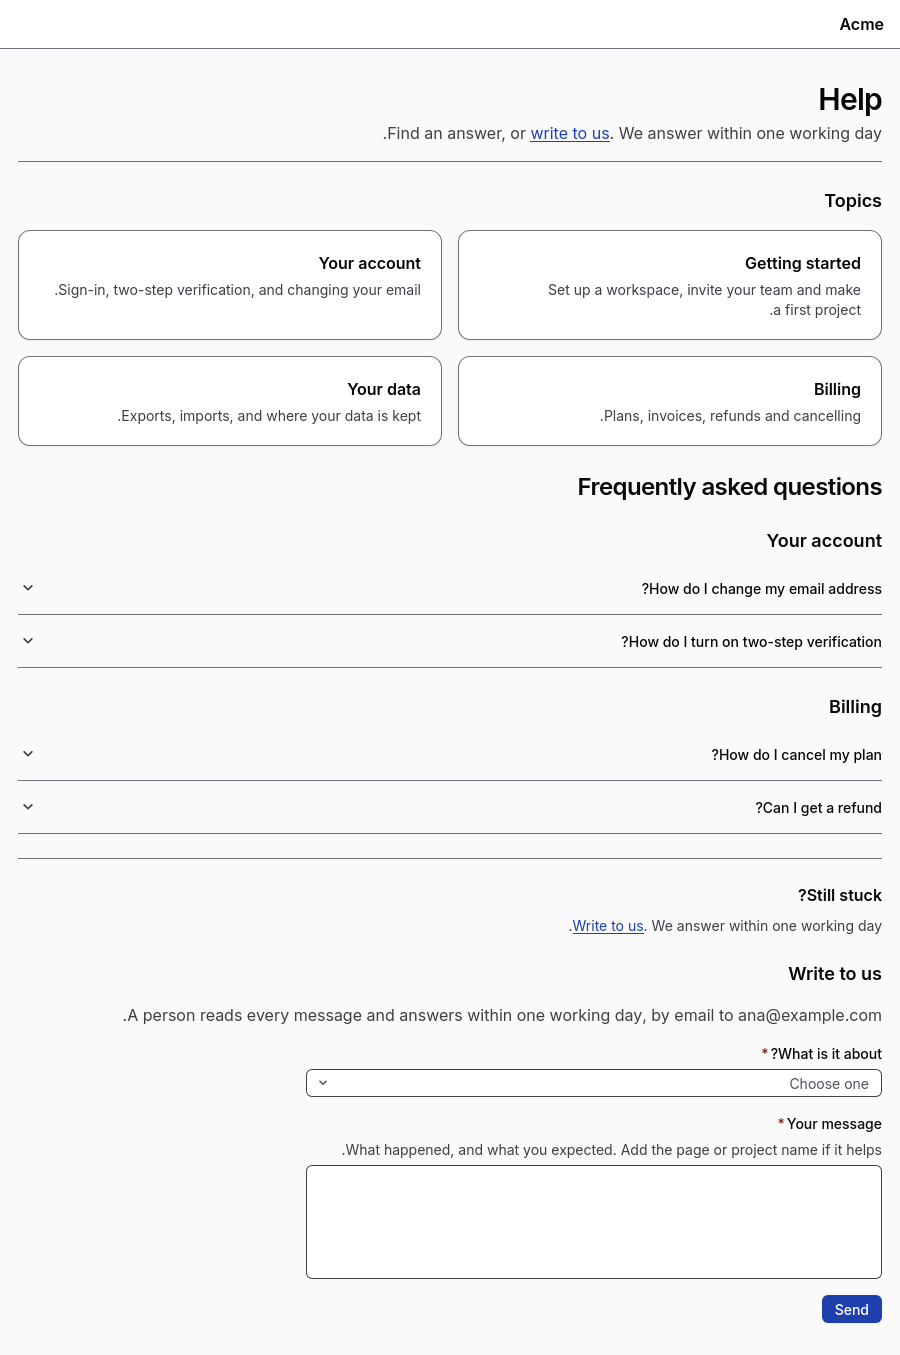 Acme
Help
.Find an answer, or write to us. We answer within one working day
Topics
Getting started
Set up a workspace, invite your team and make
.a first project
Your account
.Sign-in, two-step verification, and changing your email
Billing
.Plans, invoices, refunds and cancelling
Your data
.Exports, imports, and where your data is kept
Frequently asked questions
Your account
?How do I change my email address
?How do I turn on two-step verification
Billing
?How do I cancel my plan
?Can I get a refund
?Still stuck
.Write to us. We answer within one working day
Write to us
.A person reads every message and answers within one working day, by email to ana@example.com
* ?What is it about
Choose one
* Your message
.What happened, and what you expected. Add the page or project name if it helps
Send